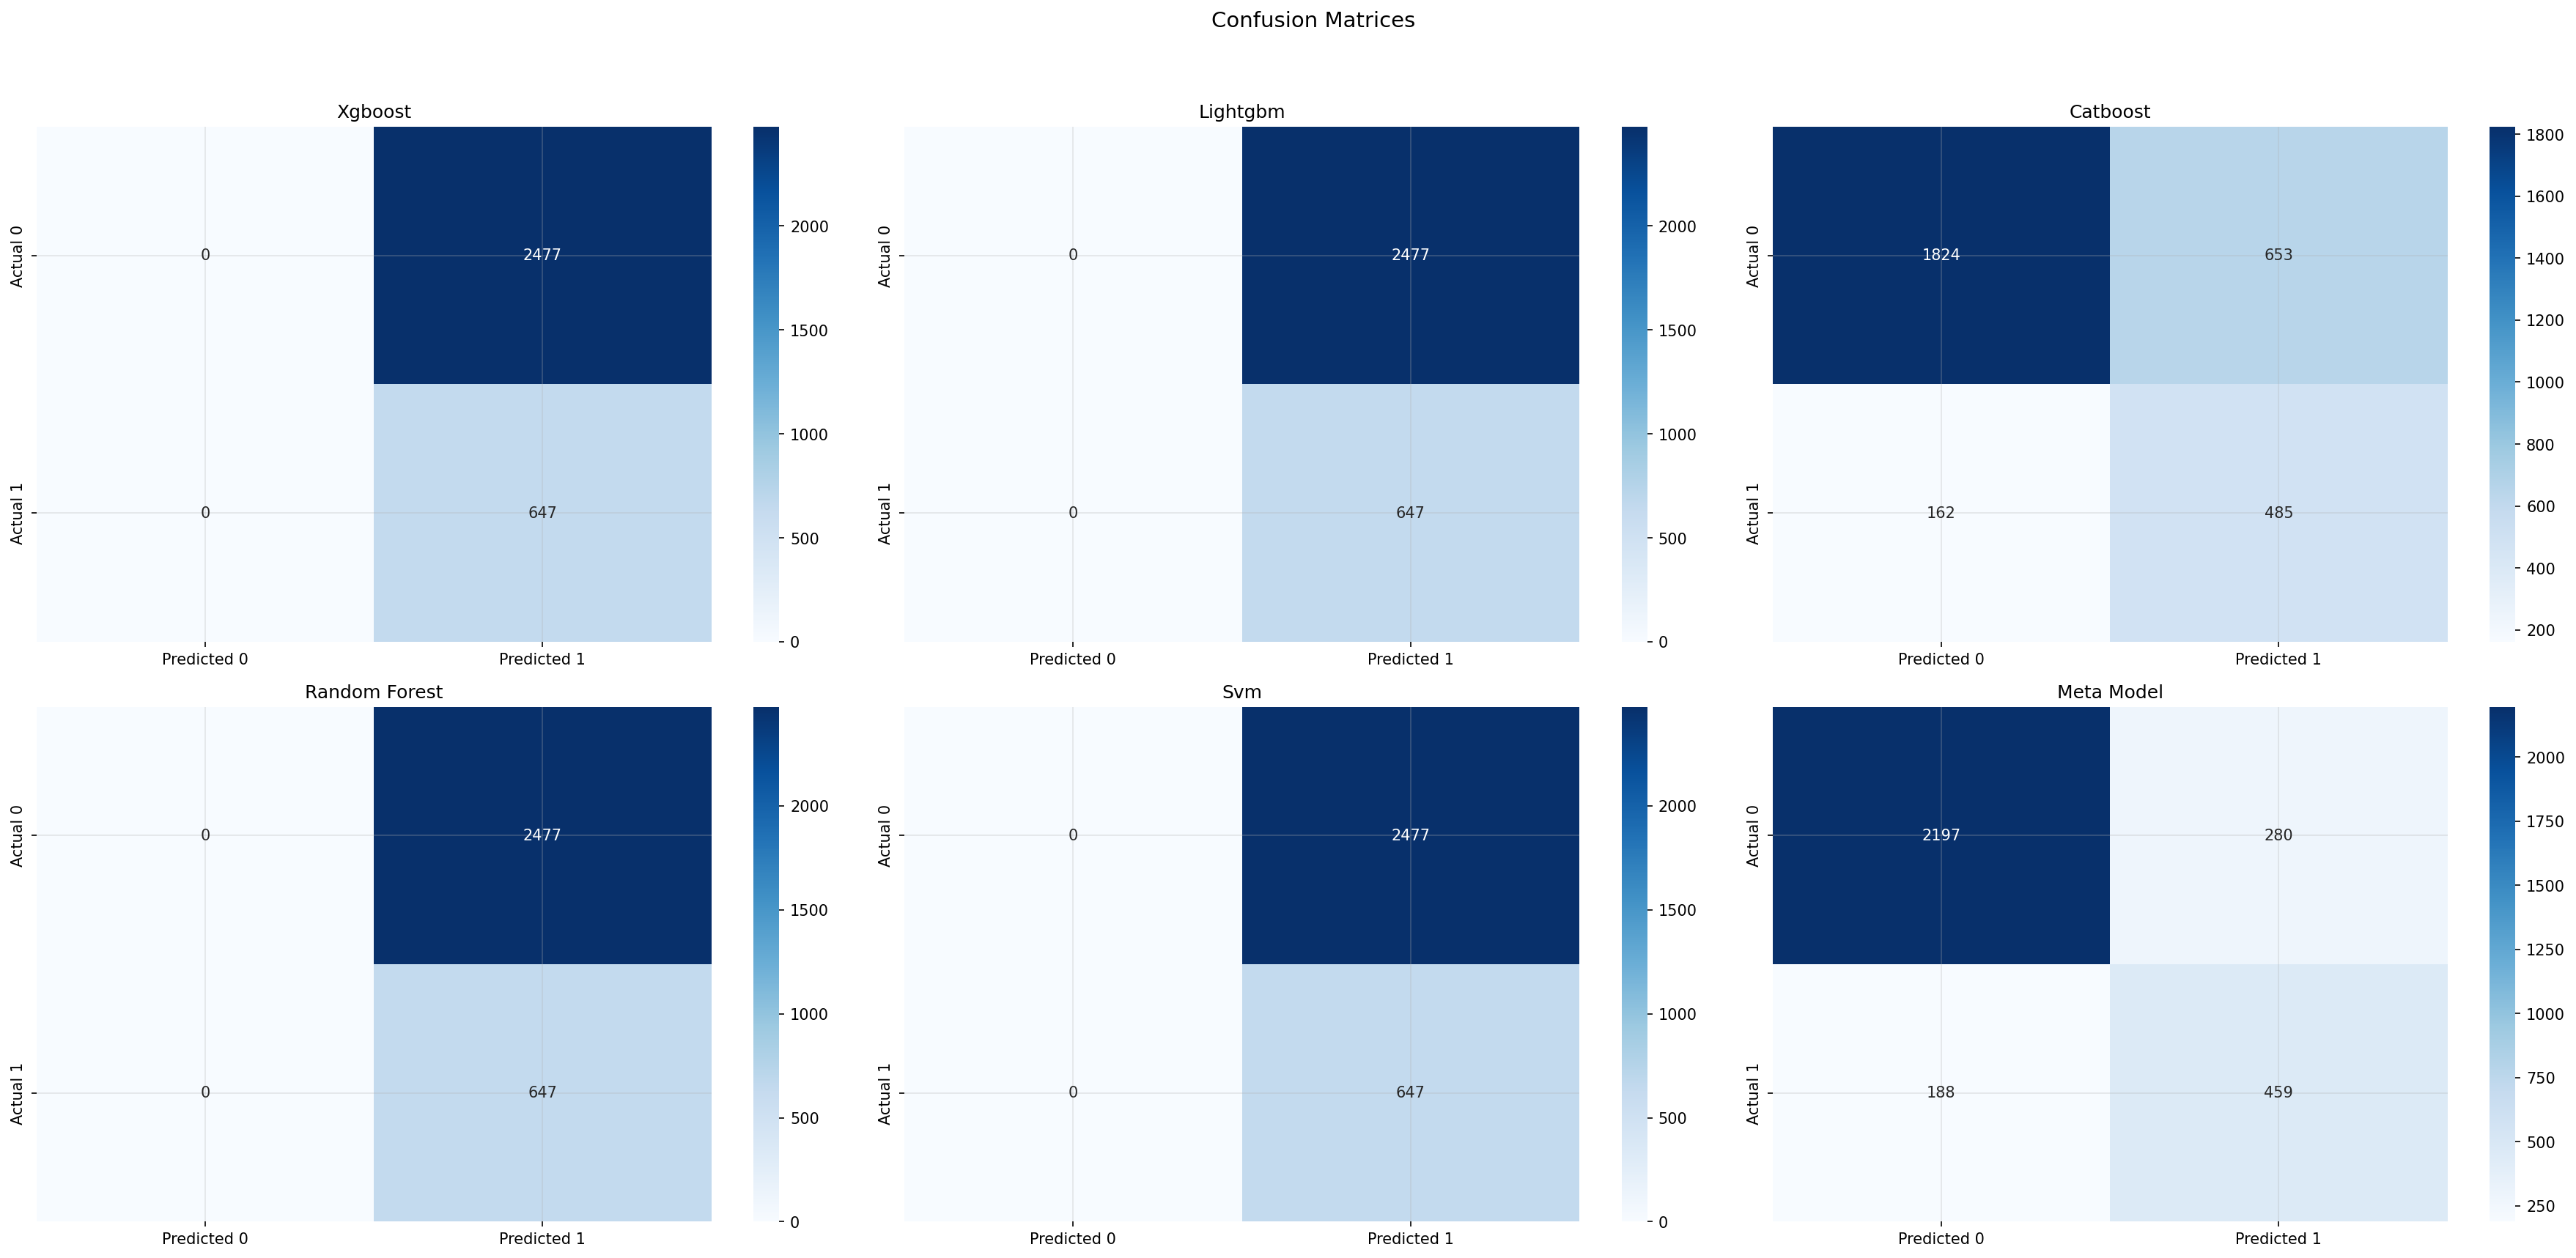 Confusion Matrices
Xgboost
Actual 0
0
2477
Actual 1
0
647
Predicted 0
Predicted 1
2000
1500
1000
500
0
Lightgbm
Actual 0
0
2477
Actual 1
0
647
Predicted 0
Predicted 1
2000
1500
1000
500
0
Catboost
Actual 0
1824
653
Actual 1
162
485
Predicted 0
Predicted 1
1800
1600
1400
1200
1000
800
600
400
200
Random Forest
Actual 0
0
2477
Actual 1
0
647
Predicted 0
Predicted 1
2000
1500
1000
500
0
Svm
Actual 0
0
2477
Actual 1
0
647
Predicted 0
Predicted 1
2000
1500
1000
500
0
Meta Model
Actual 0
2197
280
Actual 1
188
459
Predicted 0
Predicted 1
2000
1750
1500
1250
1000
750
500
250